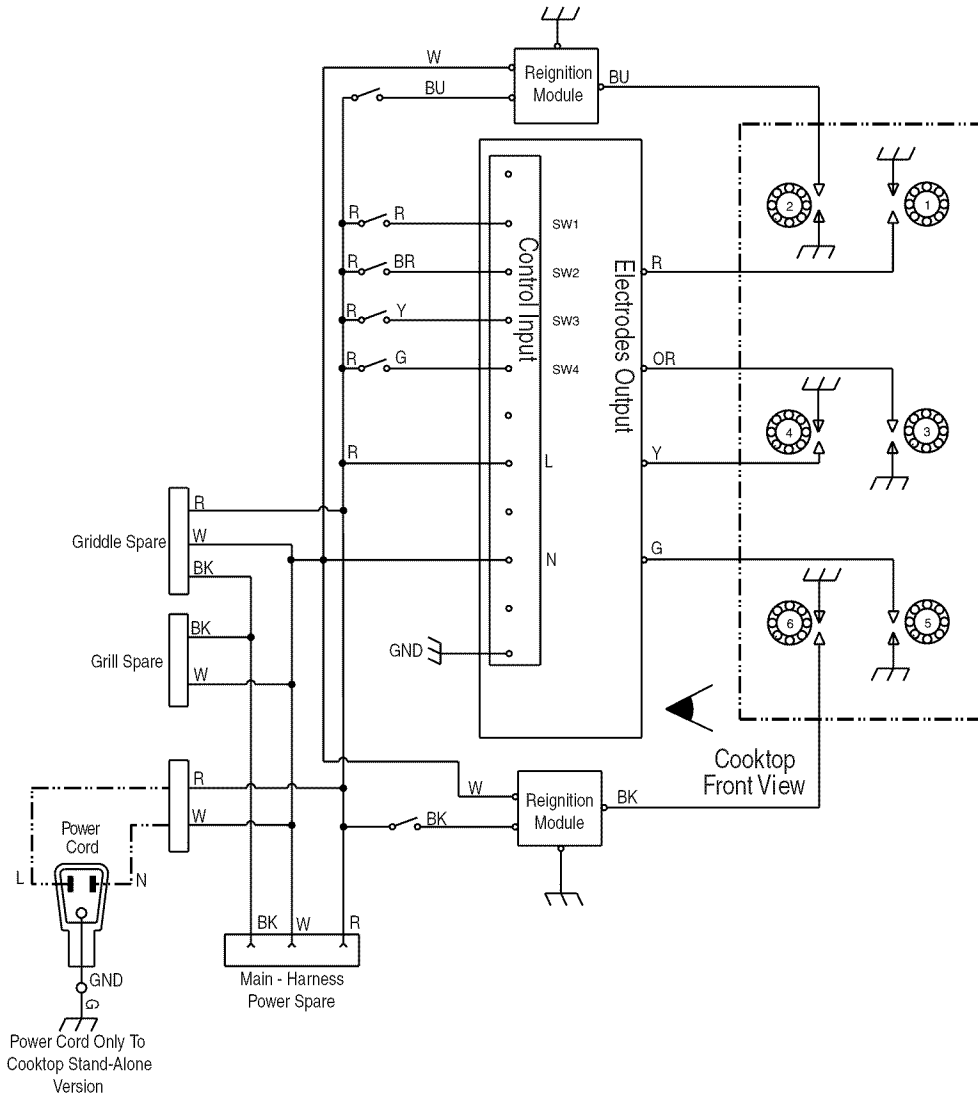 W
Reignition
Module
BU
BU
2
1
R
R
SW1
R
BR
SW2
R
R
Y
SW3
R
G
SW4
OR
Control Input
Electrodes Output
4
3
R
L
Y
R
Griddle Spare
W
BK
N
G
6
5
BK
Grill Spare
W
GND
Cooktop
Front View
R
W
Reignition
Module
BK
W
BK
Power
Cord
L
N
BK
W
R
Main - Harness
Power Spare
GND
G
Power Cord Only To
Cooktop Stand-Alone
Version